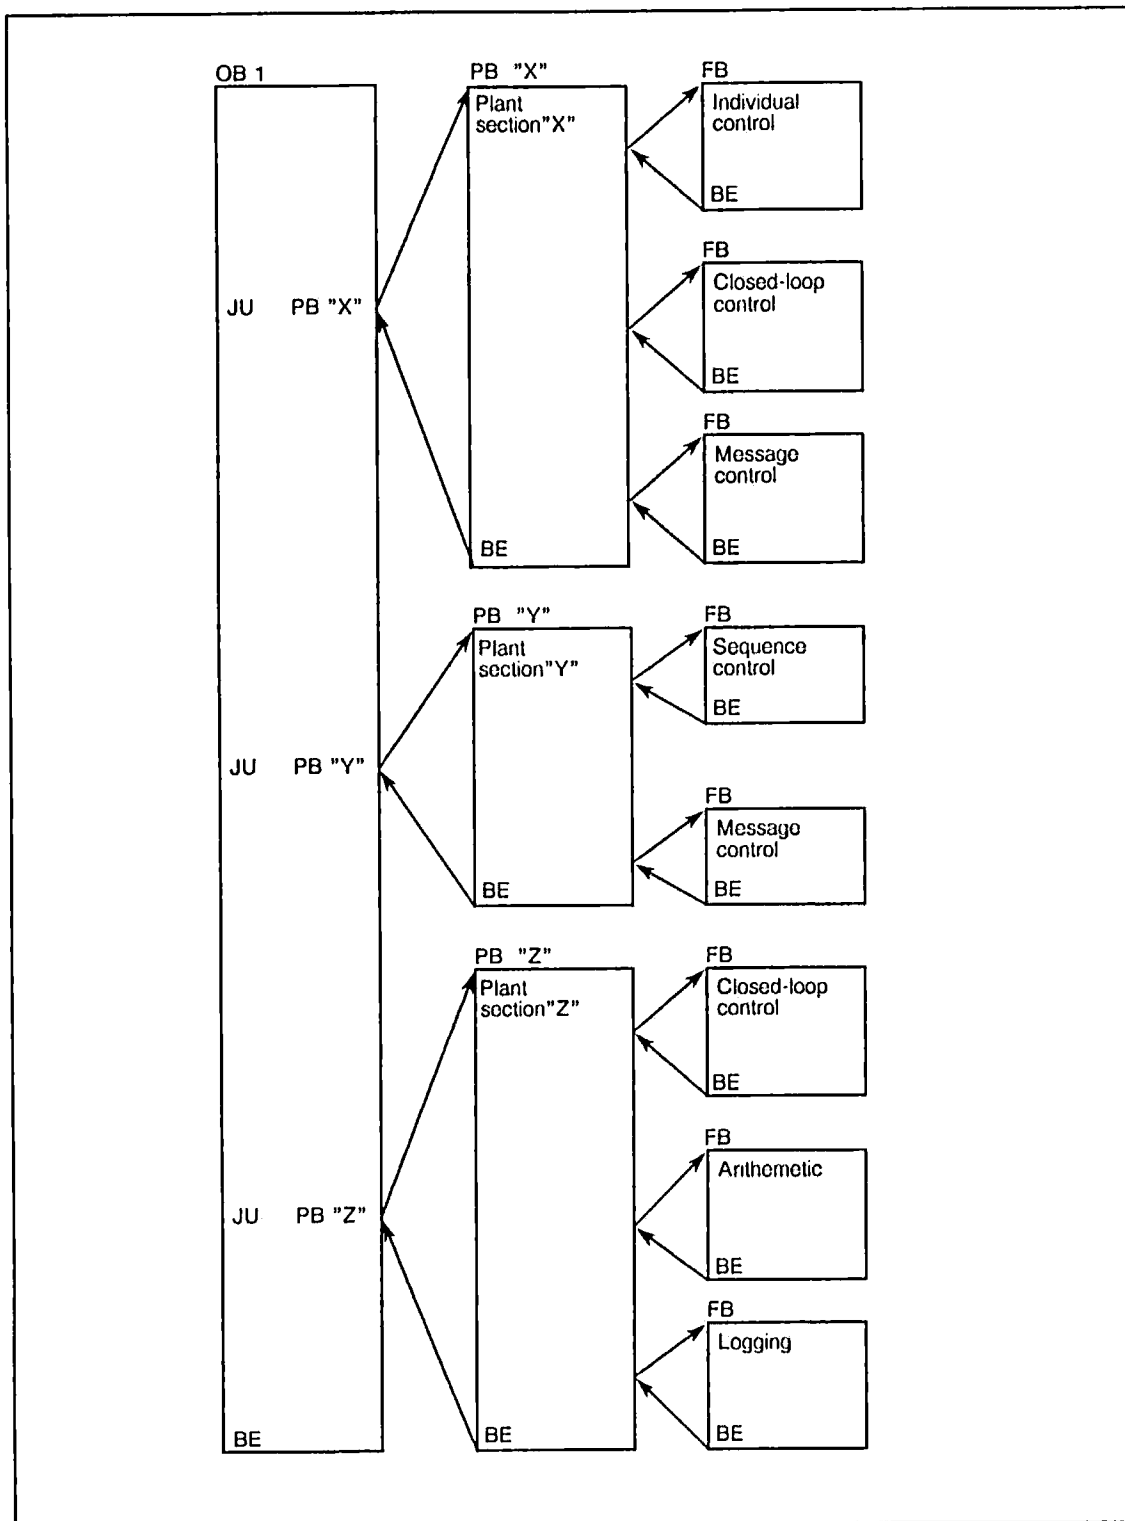 OB 1
JU PB "X"
JU PB "Y"
JU PB "Z"
BE
PB "X"
Plant
section"X"
BE
FB
Individual
control
BE
FB
Closed-loop
control
BE
FB
Message
control
BE
PB "Y"
Plant
section"Y"
BE
FB
Sequence
control
BE
FB
Message
control
BE
PB "Z"
Plant
section"Z"
BE
FB
Closed-loop
control
BE
FB
Arithemetic
BE
FB
Logging
BE